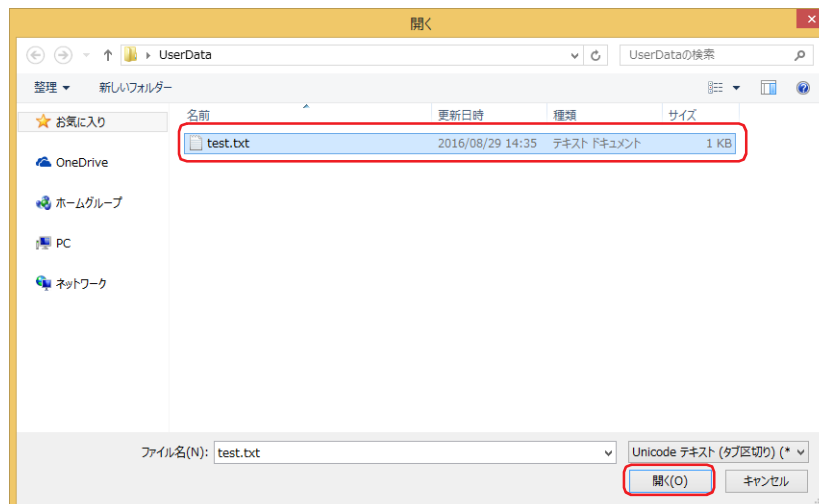 開く
UserData
UserDataの検索
整理
新しいフォルダー
名前 更新日時 種類 サイズ
お気に入り
test.txt 2016/08/29 14:35 テキスト ドキュメント 1 KB
OneDrive
ホームグループ
PC
ネットワーク
ファイル名(N): test.txt
Unicode テキスト (タブ区切り) (*
開く(O) キャンセル